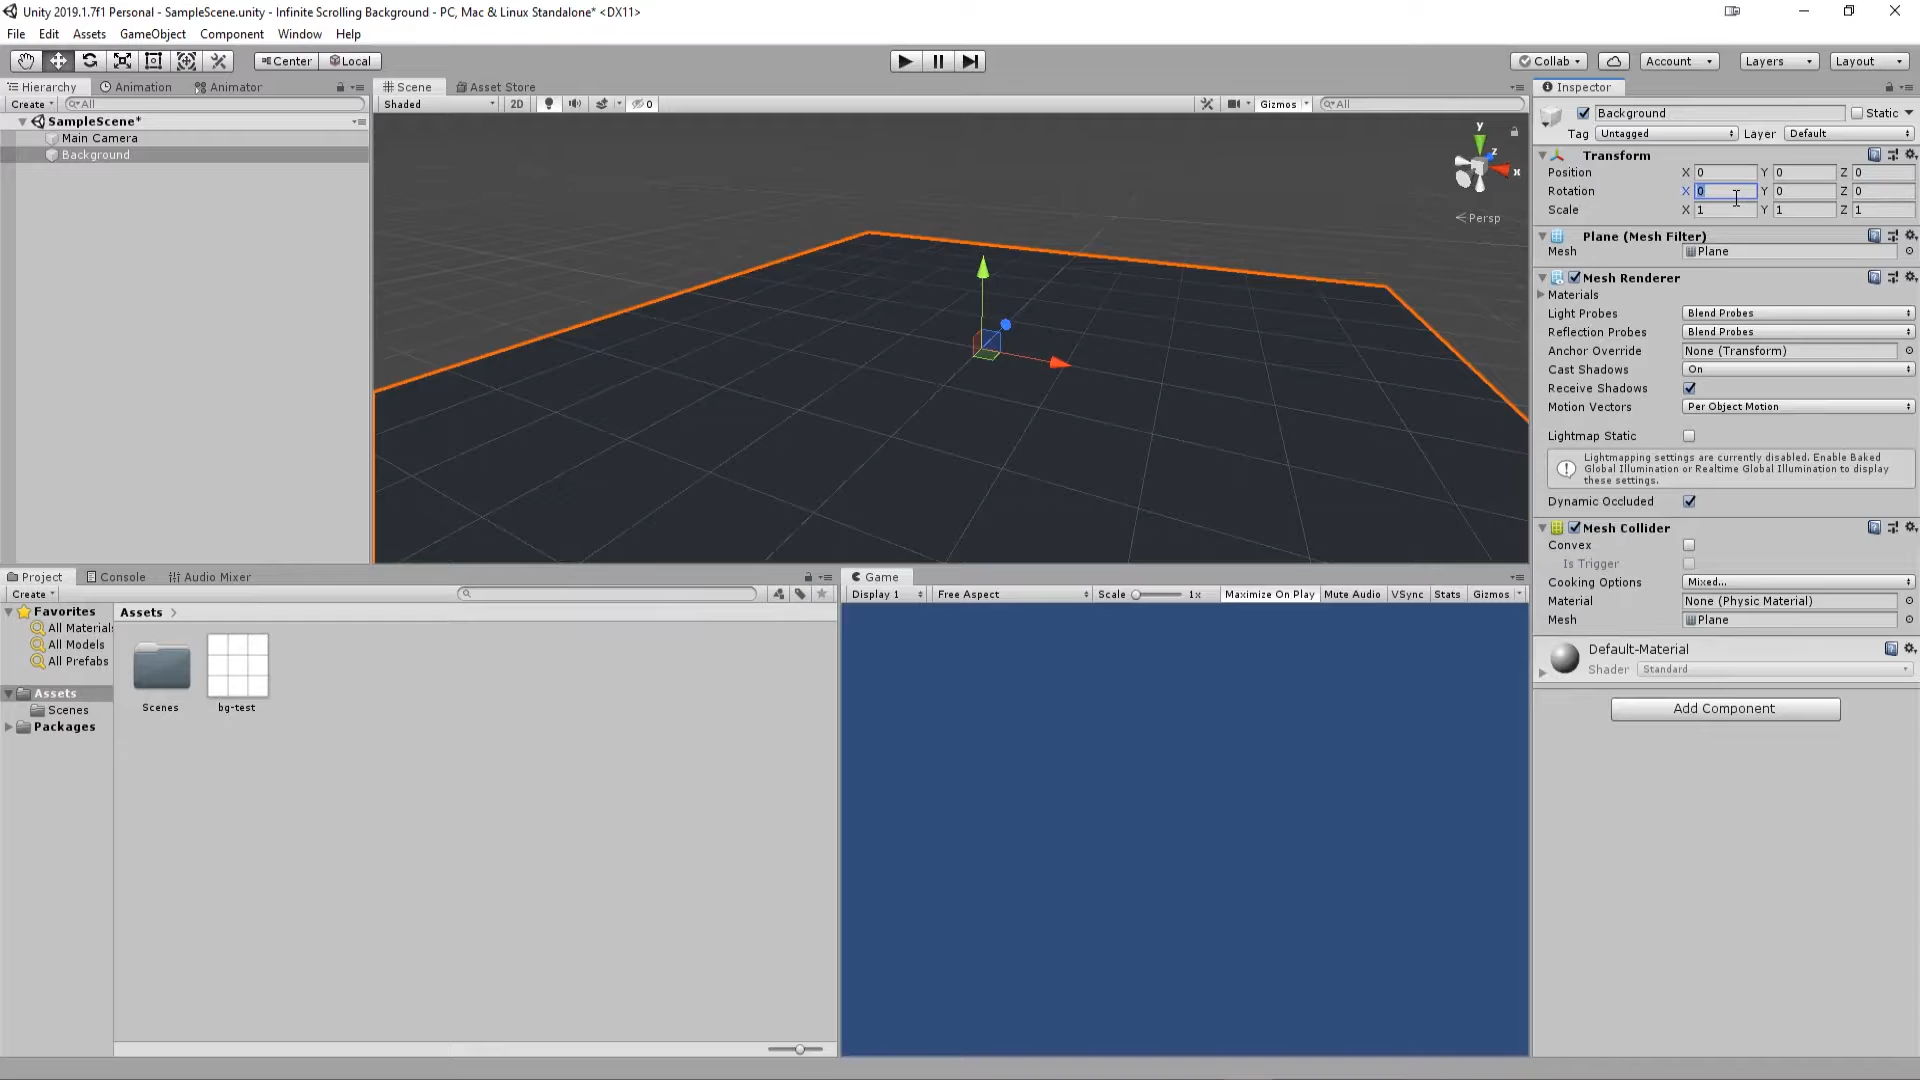 Unity 2019.1.7f1 Personal - SampleScene.unity - Infinite Scrolling Background - PC, Mac & Linux Standalone* <DX11>
File Edit Assets GameObject Component Window Help
Center Local
Collab Account Layers Layout
Hierarchy Animation Animator
Create All
SampleScene*
Main Camera
Background
Scene Asset Store
Shaded 2D 0 Gizmos All
y
z
x
Persp
Inspector
Background Static
Tag Untagged Layer Default
Transform
Position X 0 Y 0 Z 0
Rotation X 0 Y 0 Z 0
Scale X 1 Y 1 Z 1
Plane (Mesh Filter)
Mesh Plane
Mesh Renderer
Materials
Light Probes Blend Probes
Reflection Probes Blend Probes
Anchor Override None (Transform)
Cast Shadows On
Receive Shadows
Motion Vectors Per Object Motion
Lightmap Static
Lightmapping settings are currently disabled. Enable Baked
Global Illumination or Realtime Global Illumination to display
these settings.
Dynamic Occluded
Mesh Collider
Convex
Is Trigger
Cooking Options Mixed...
Material None (Physic Material)
Mesh Plane
Default-Material
Shader Standard
Add Component
Project Console Audio Mixer
Create
Favorites
All Materials
All Models
All Prefabs
Assets
Scenes
Packages
Assets
Scenes
bg-test
Game
Display 1 Free Aspect Scale 1x Maximize On Play Mute Audio VSync Stats Gizmos